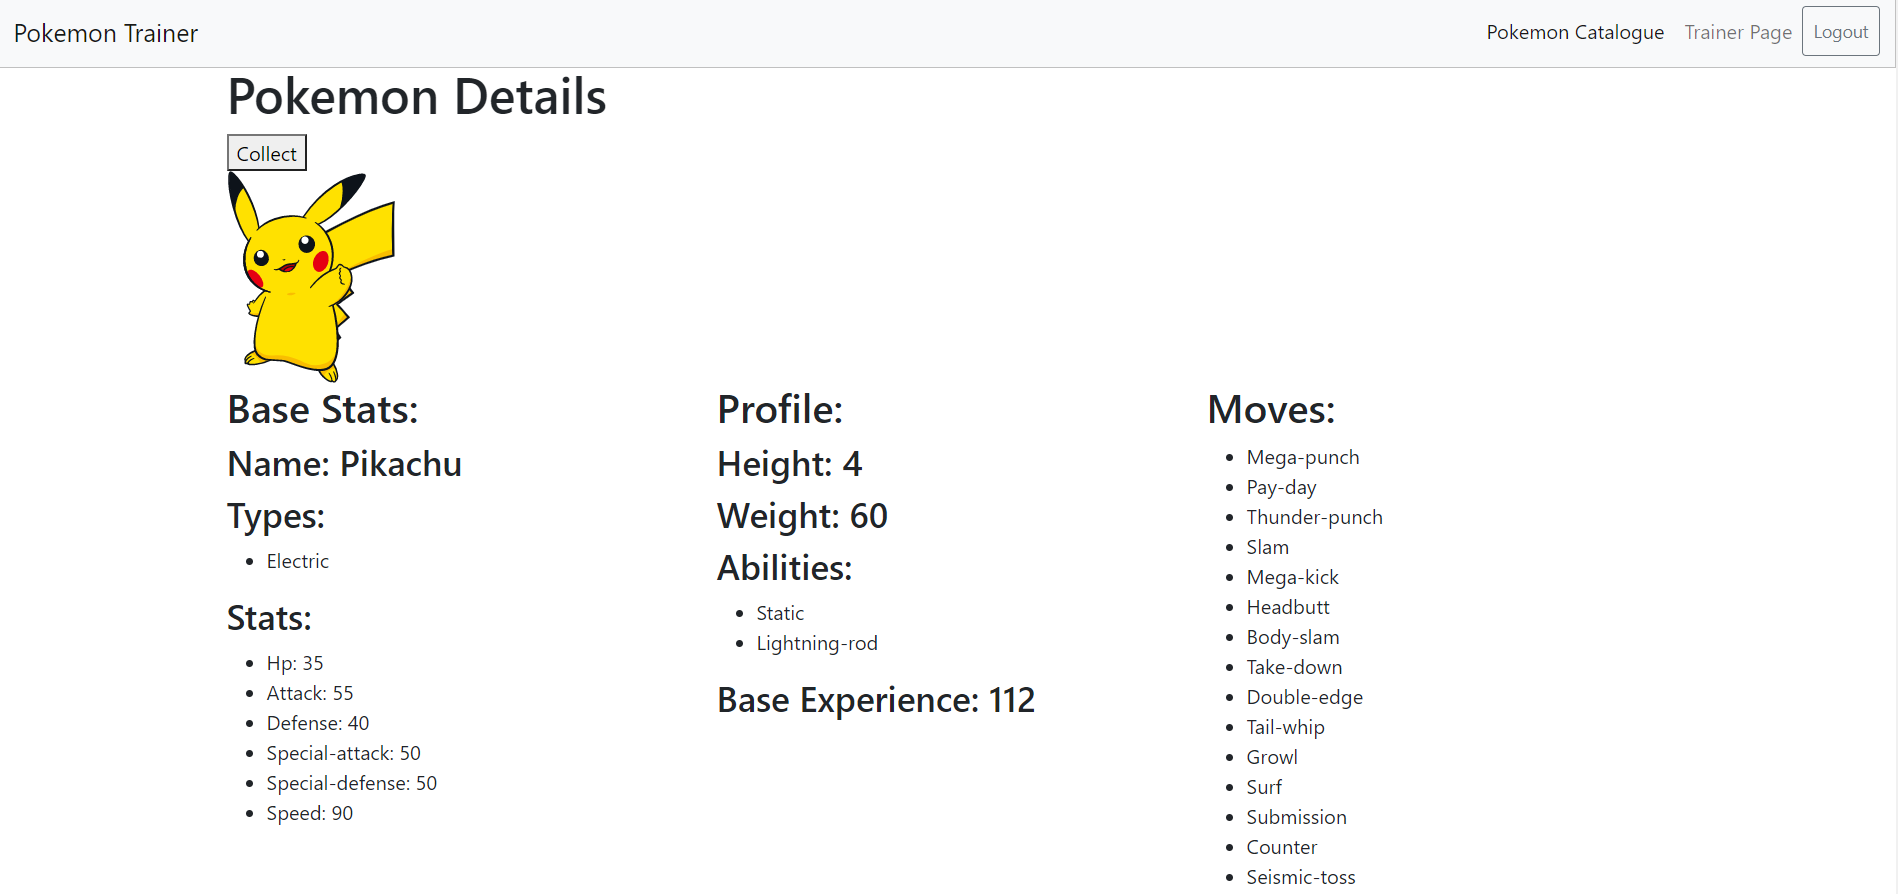 Pokemon Trainer
Pokemon Catalogue
Trainer Page
Logout
Pokemon Details
Collect
Base Stats:
Name: Pikachu
Types:
Electric
Stats:
Hp: 35
Attack: 55
Defense: 40
Special-attack: 50
Special-defense: 50
Speed: 90
Profile:
Height: 4
Weight: 60
Abilities:
Static
Lightning-rod
Base Experience: 112
Moves:
Mega-punch
Pay-day
Thunder-punch
Slam
Mega-kick
Headbutt
Body-slam
Take-down
Double-edge
Tail-whip
Growl
Surf
Submission
Counter
Seismic-toss